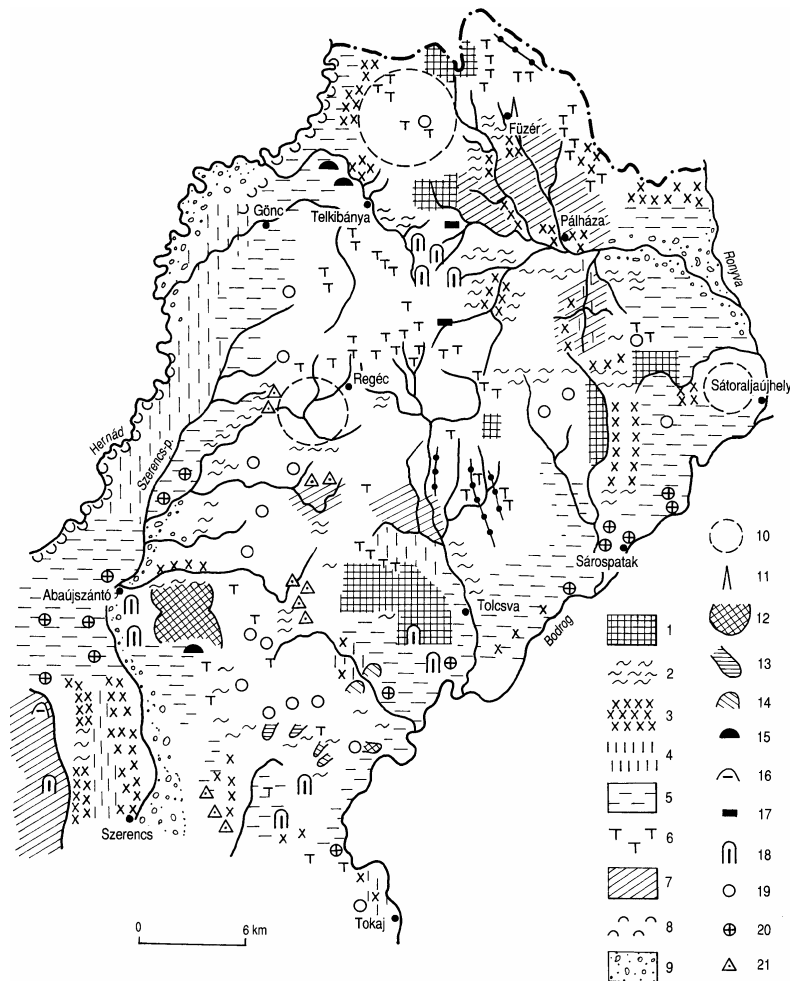 Füzér
Gönc
Telkibánya
Pálháza
Ronyva
Regéc
Sátoraljaújhely
Hernád
Szerencs-p.
Abaújszántó
Sárospatak
Tolcsva
Bodrog
Szerencs
Tokaj
0 6 km
1
2
3
4
5
6
7
8
9
10
11
12
13
14
15
16
17
18
19
20
21